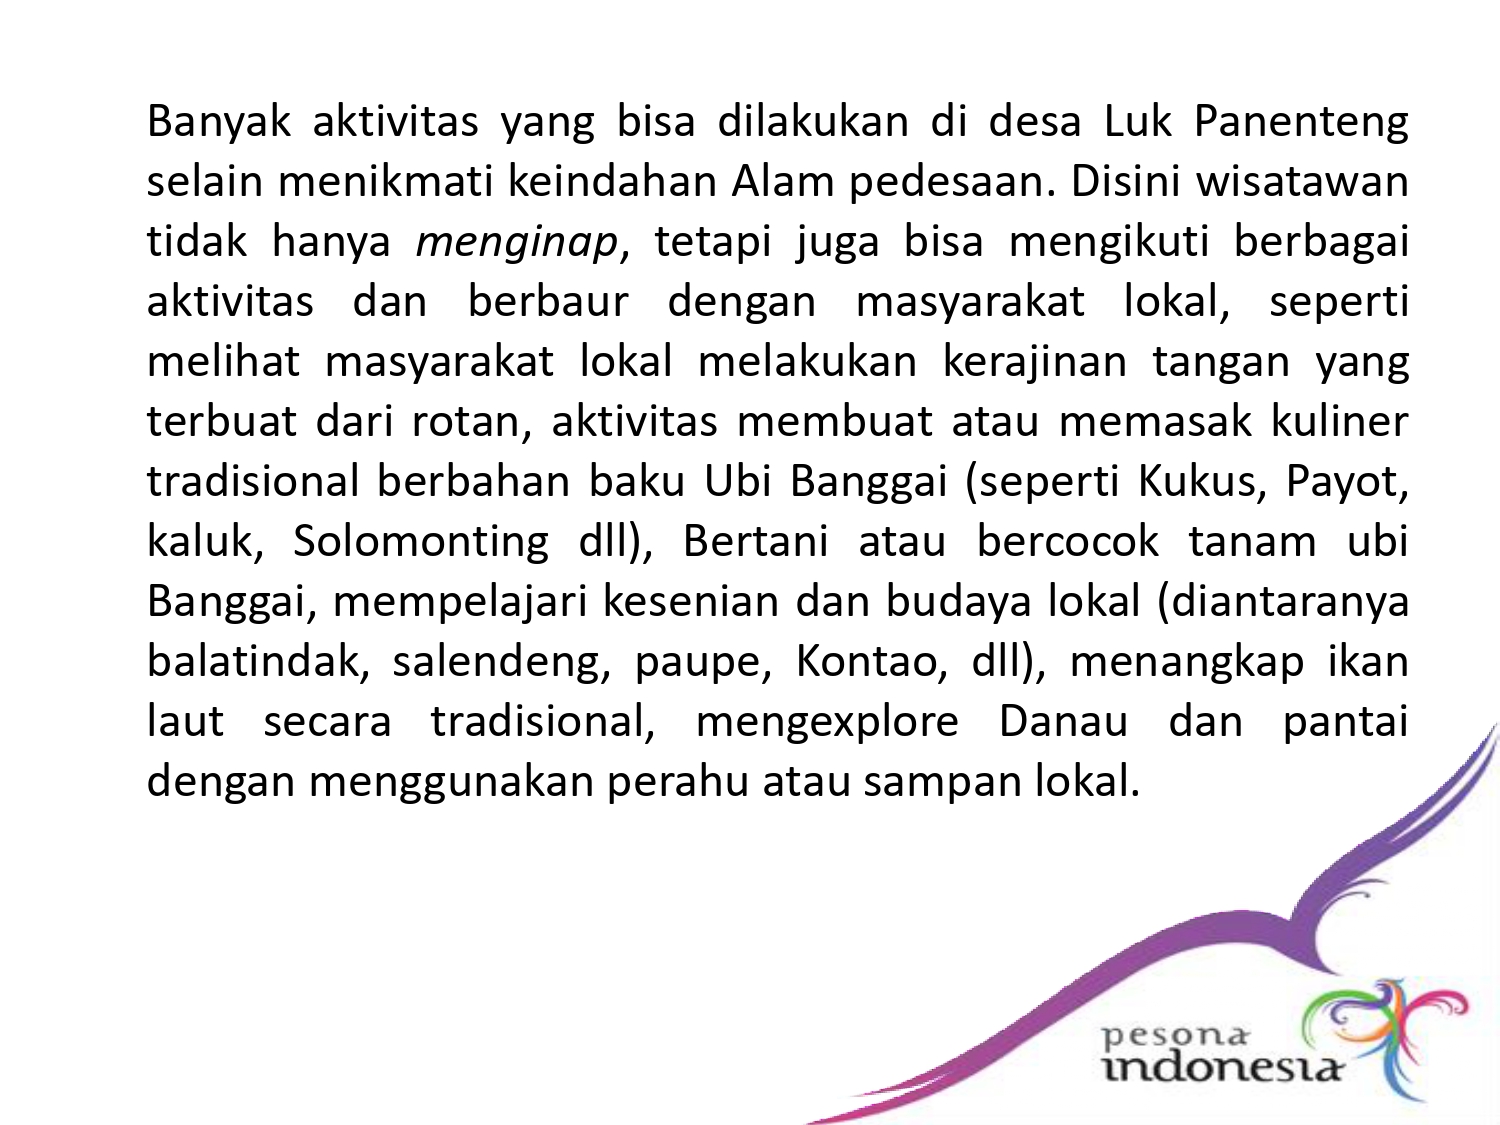 Banyak aktivitas yang bisa dilakukan di desa Luk Panenteng
selain menikmati keindahan Alam pedesaan. Disini wisatawan
tidak hanya menginap, tetapi juga bisa mengikuti berbagai
aktivitas dan berbaur dengan masyarakat lokal, seperti
melihat masyarakat lokal melakukan kerajinan tangan yang
terbuat dari rotan, aktivitas membuat atau memasak kuliner
tradisional berbahan baku Ubi Banggai (seperti Kukus, Payot,
kaluk, Solomonting dll), Bertani atau bercocok tanam ubi
Banggai, mempelajari kesenian dan budaya lokal (diantaranya
balatindak, salendeng, paupe, Kontao, dll), menangkap ikan
laut secara tradisional, mengexplore Danau dan pantai
dengan menggunakan perahu atau sampan lokal.
pesona
indonesia